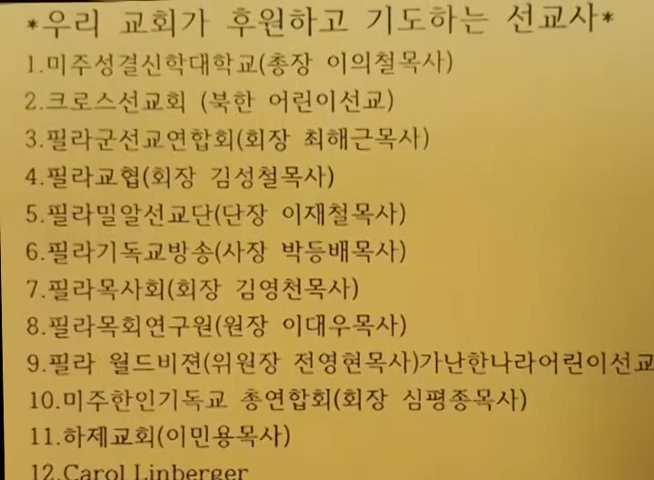 *우리 교회가 후원하고 기도하는 선교사*
1.미주성결신학대학교(총장 이의철목사)
2.크로스선교회 (북한 어린이선교)
3.필라군선교연합회(회장 최해근목사)
4.필라교협(회장 김성철목사)
5.필라밀알선교단(단장 이재철목사)
6.필라기독교방송(사장 박등배목사)
7.필라목사회(회장 김영천목사)
8.필라목회연구원(원장 이대우목사)
9.필라 월드비젼(위원장 전영현목사)가난한나라어린이선교
10.미주한인기독교 총연합회(회장 심평종목사)
11.하제교회(이민용목사)
12.Carol Linberger